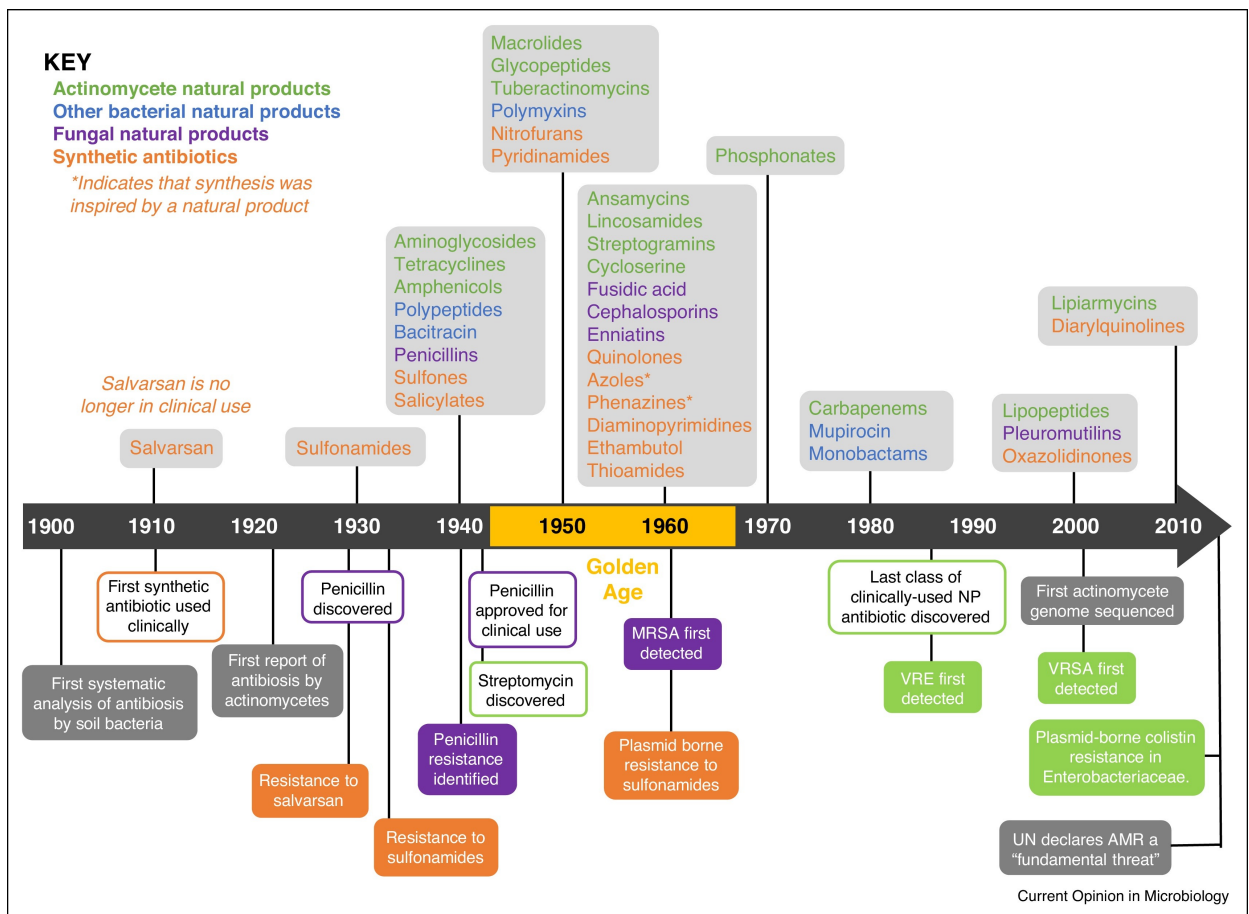 KEY
Actinomycete natural products
Other bacterial natural products
Fungal natural products
Synthetic antibiotics
*Indicates that synthesis was
inspired by a natural product
Salvarsan is no
longer in clinical use
Salvarsan
Sulfonamides
Aminoglycosides
Tetracyclines
Amphenicols
Polypeptides
Bacitracin
Penicillins
Sulfones
Salicylates
Macrolides
Glycopeptides
Tuberactinomycins
Polymyxins
Nitrofurans
Pyridinamides
Ansamycins
Lincosamides
Streptogramins
Cycloserine
Fusidic acid
Cephalosporins
Enniatins
Quinolones
Azoles*
Phenazines*
Diaminopyrimidines
Ethambutol
Thioamides
Phosphonates
Carbapenems
Mupirocin
Monobactams
Lipopeptides
Pleuromutilins
Oxazolidinones
Lipiarmycins
Diarylquinolines
1900 1910 1920 1930 1940 1950 1960 1970 1980 1990 2000 2010
Golden
Age
First systematic
analysis of antibiosis
by soil bacteria
First synthetic
antibiotic used
clinically
First report of
antibiosis by
actinomycetes
Penicillin
discovered
Resistance to
salvarsan
Resistance to
sulfonamides
Penicillin
resistance
identified
Penicillin
approved for
clinical use
Streptomycin
discovered
MRSA first
detected
Plasmid borne
resistance to
sulfonamides
Last class of
clinically-used NP
antibiotic discovered
VRE first
detected
First actinomycete
genome sequenced
VRSA first
detected
Plasmid-borne colistin
resistance in
Enterobacteriaceae.
UN declares AMR a
“fundamental threat”
Current Opinion in Microbiology